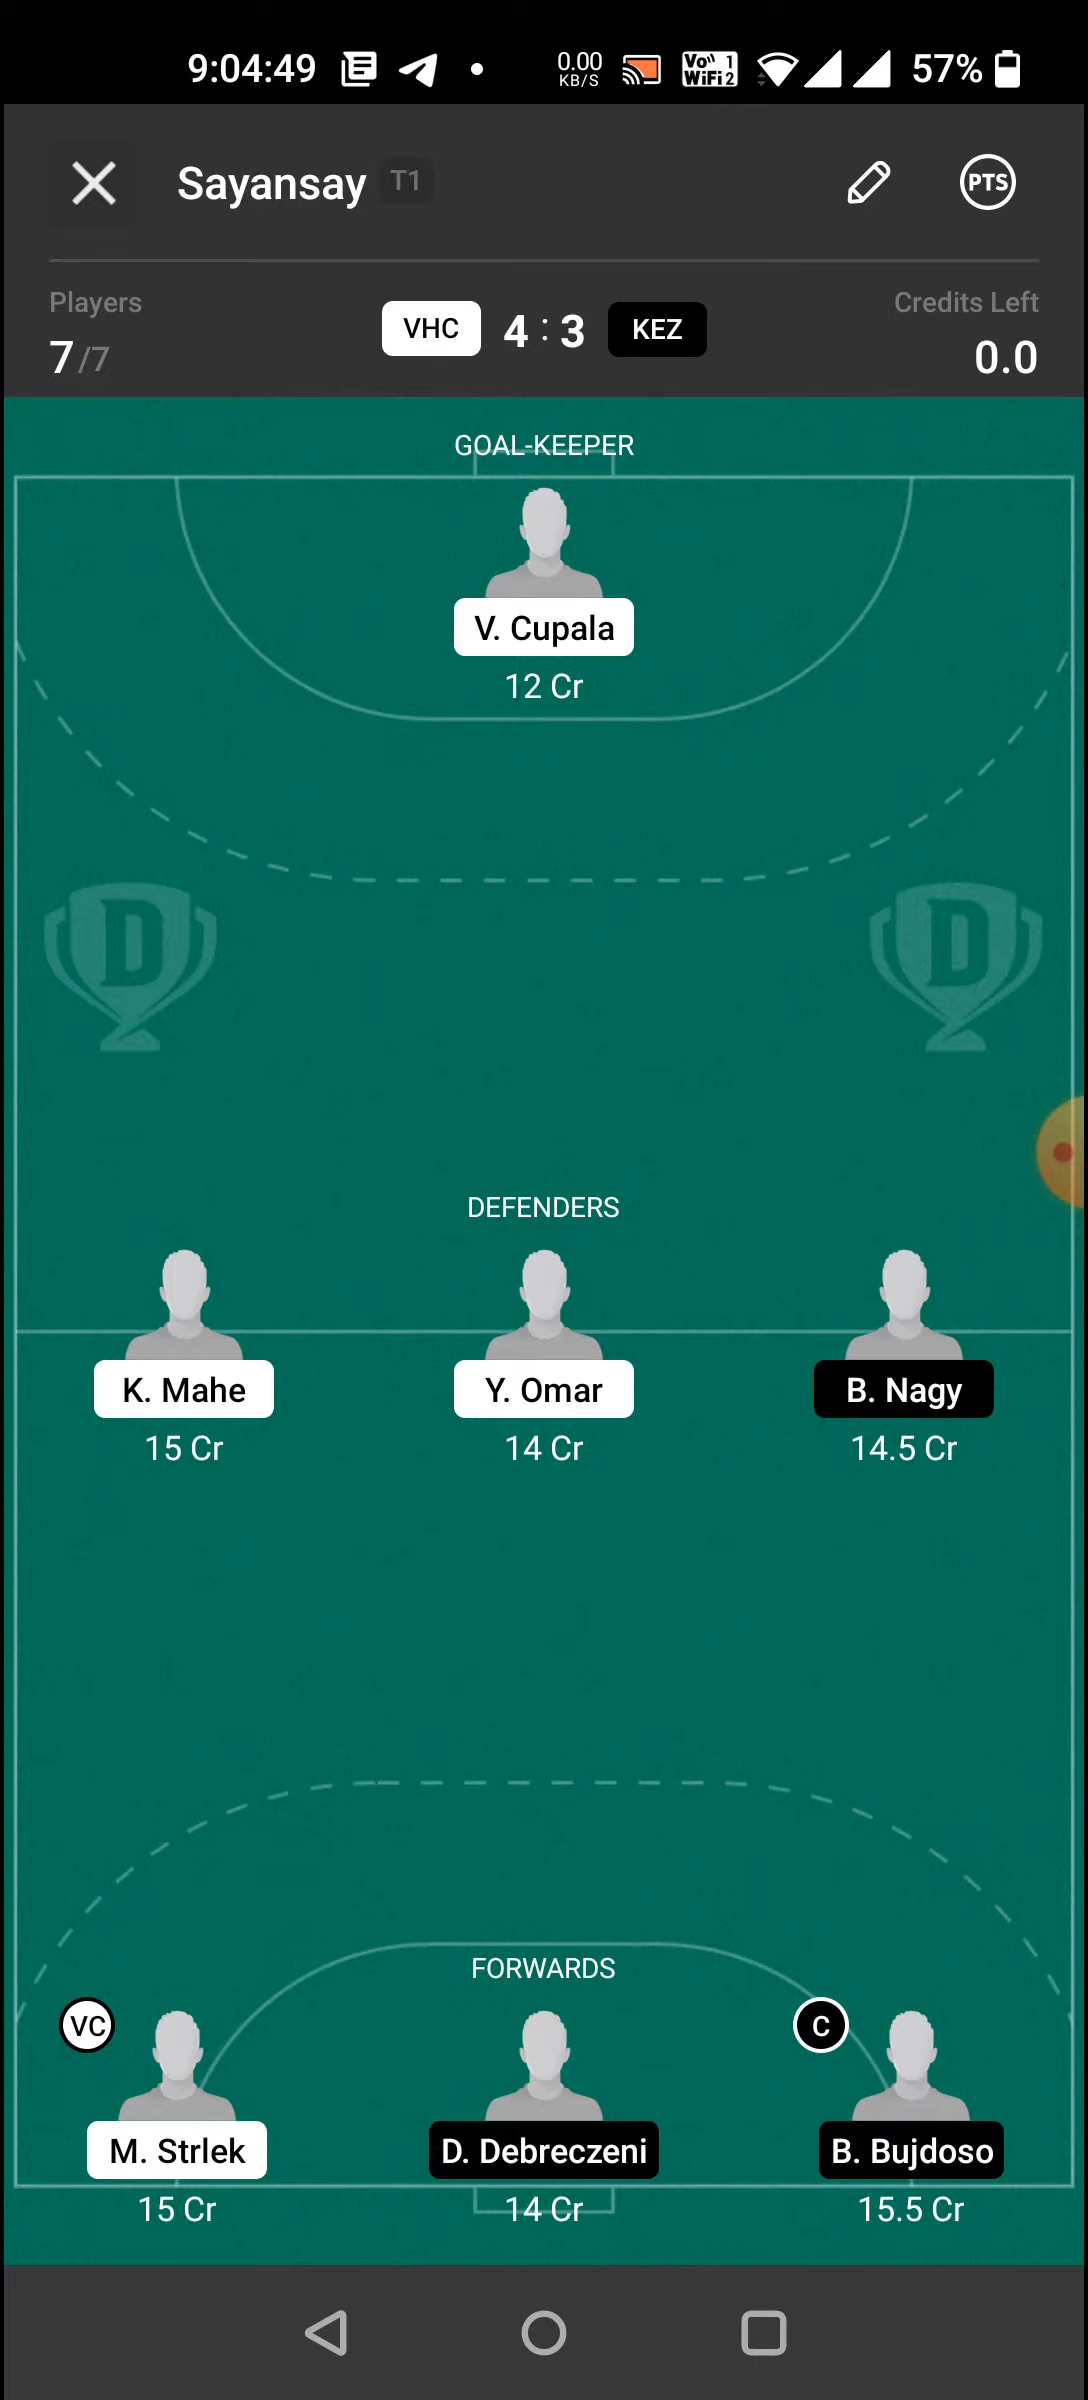 9:04:49 0.00 KB/S Vo 1 WiFi 2 57%
Sayansay T1 PTS
Players VHC 4 : 3 KEZ Credits Left
7/7 0.0
GOAL-KEEPER
V. Cupala
12 Cr
D D
DEFENDERS
K. Mahe Y. Omar B. Nagy
15 Cr 14 Cr 14.5 Cr
FORWARDS
VC C
M. Strlek D. Debreczeni B. Bujdoso
15 Cr 14 Cr 15.5 Cr